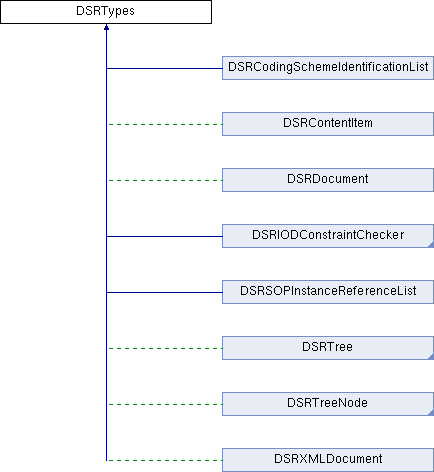 DSRTypes
DSRCodingSchemeIdentificationList
DSRContentItem
DSRDocument
DSRIODConstraintChecker
DSRSOPInstanceReferenceList
DSRTree
DSRTreeNode
DSRXMLDocument